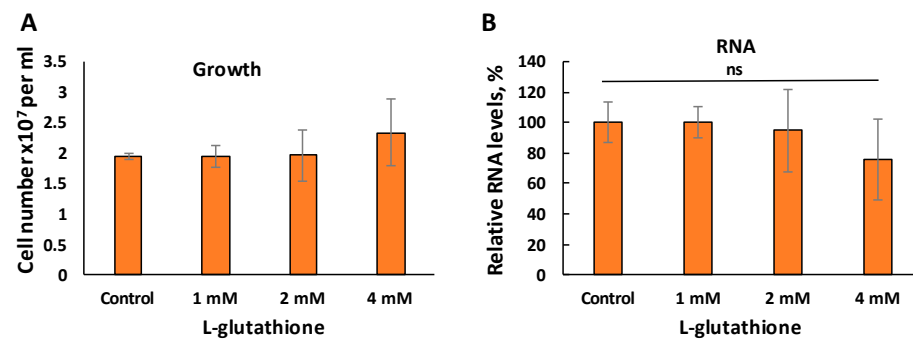 A
Growth
Cell number x10⁷ per ml
3.5
3
2.5
2
1.5
1
0.5
0
Control 1 mM 2 mM 4 mM
L-glutathione
B
RNA
ns
Relative RNA levels, %
140
120
100
80
60
40
20
0
Control 1 mM 2 mM 4 mM
L-glutathione